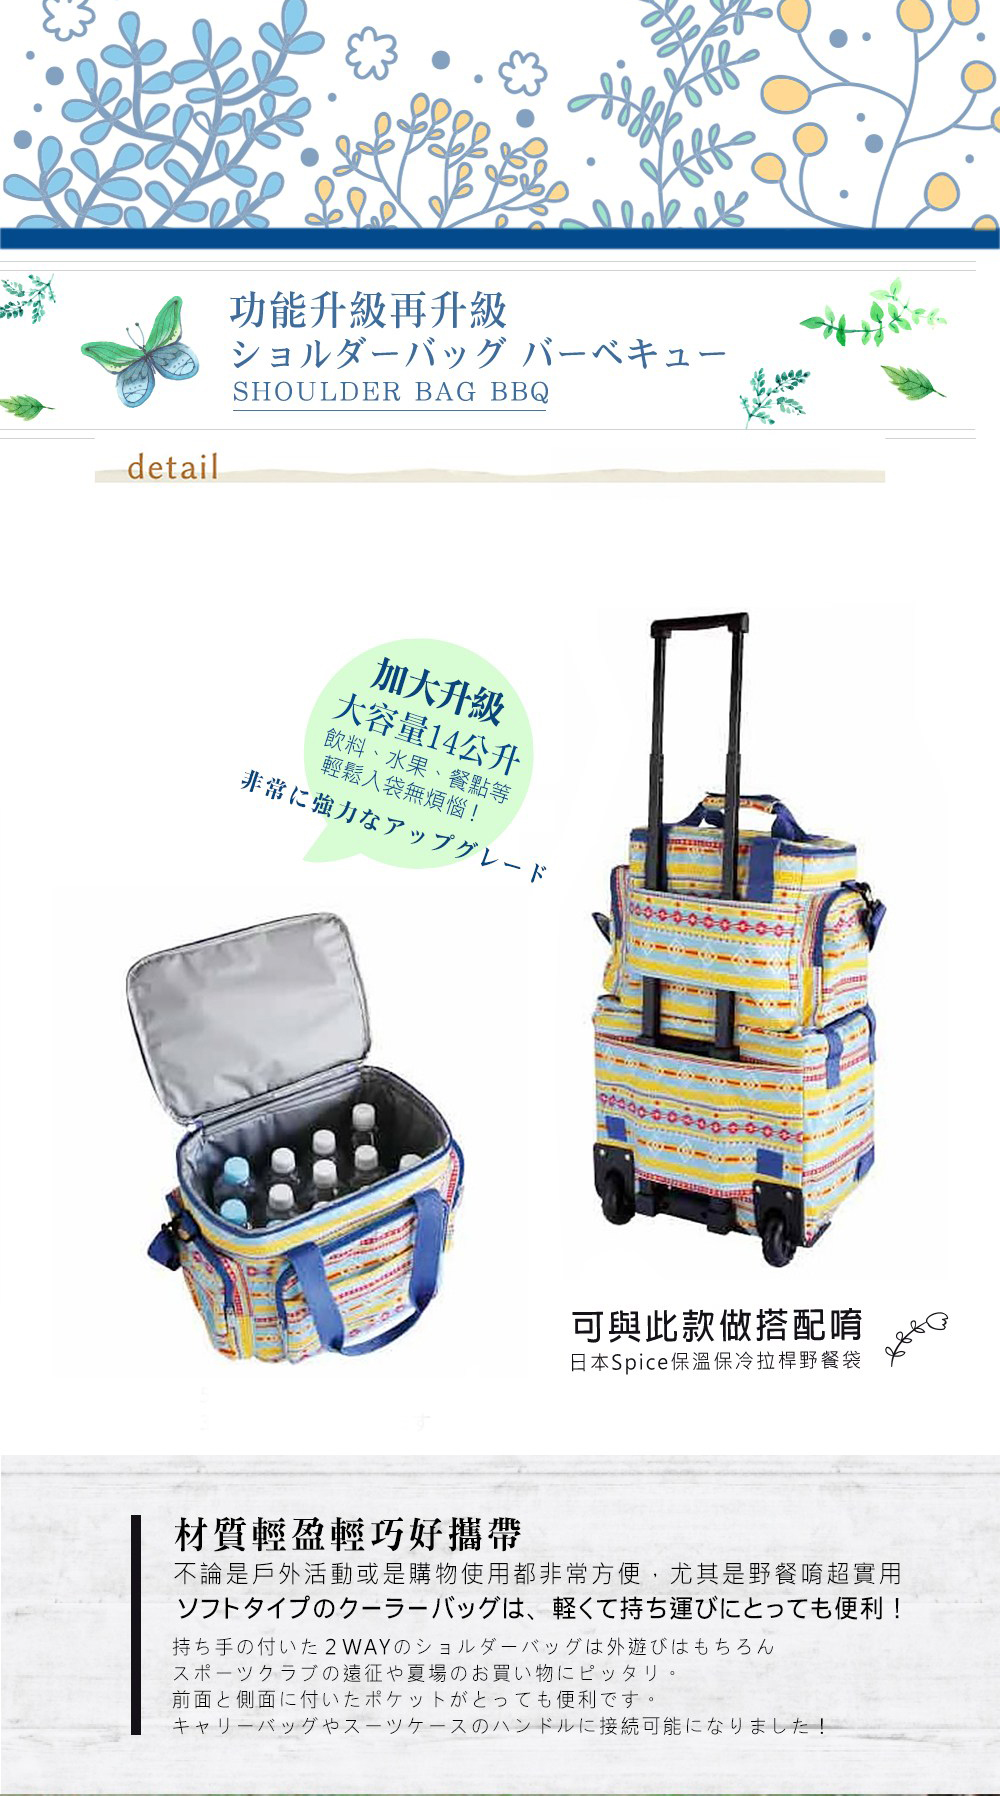 功能升級再升級
ショルダーバッグ バーベキュー
SHOULDER BAG BBQ
detail
加大升級
大容量14公升
飲料、水果、餐點等
輕鬆入袋無煩惱!
非常に強力なアップグレード
可與此款做搭配唷
日本Spice保溫保冷拉桿野餐袋
材質輕盈輕巧好攜帶
不論是戶外活動或是購物使用都非常方便，尤其是野餐唷超實用
ソフトタイプのクーラーバッグは、軽くて持ち運びにとっても便利！
持ち手の付いた２WAYのショルダーバッグは外遊びはもちろん
スポーツクラブの遠征や夏場のお買い物にピッタリ。
前面と側面に付いたポケットがとっても便利です。
キャリーバッグやスーツケースのハンドルに接続可能になりました！